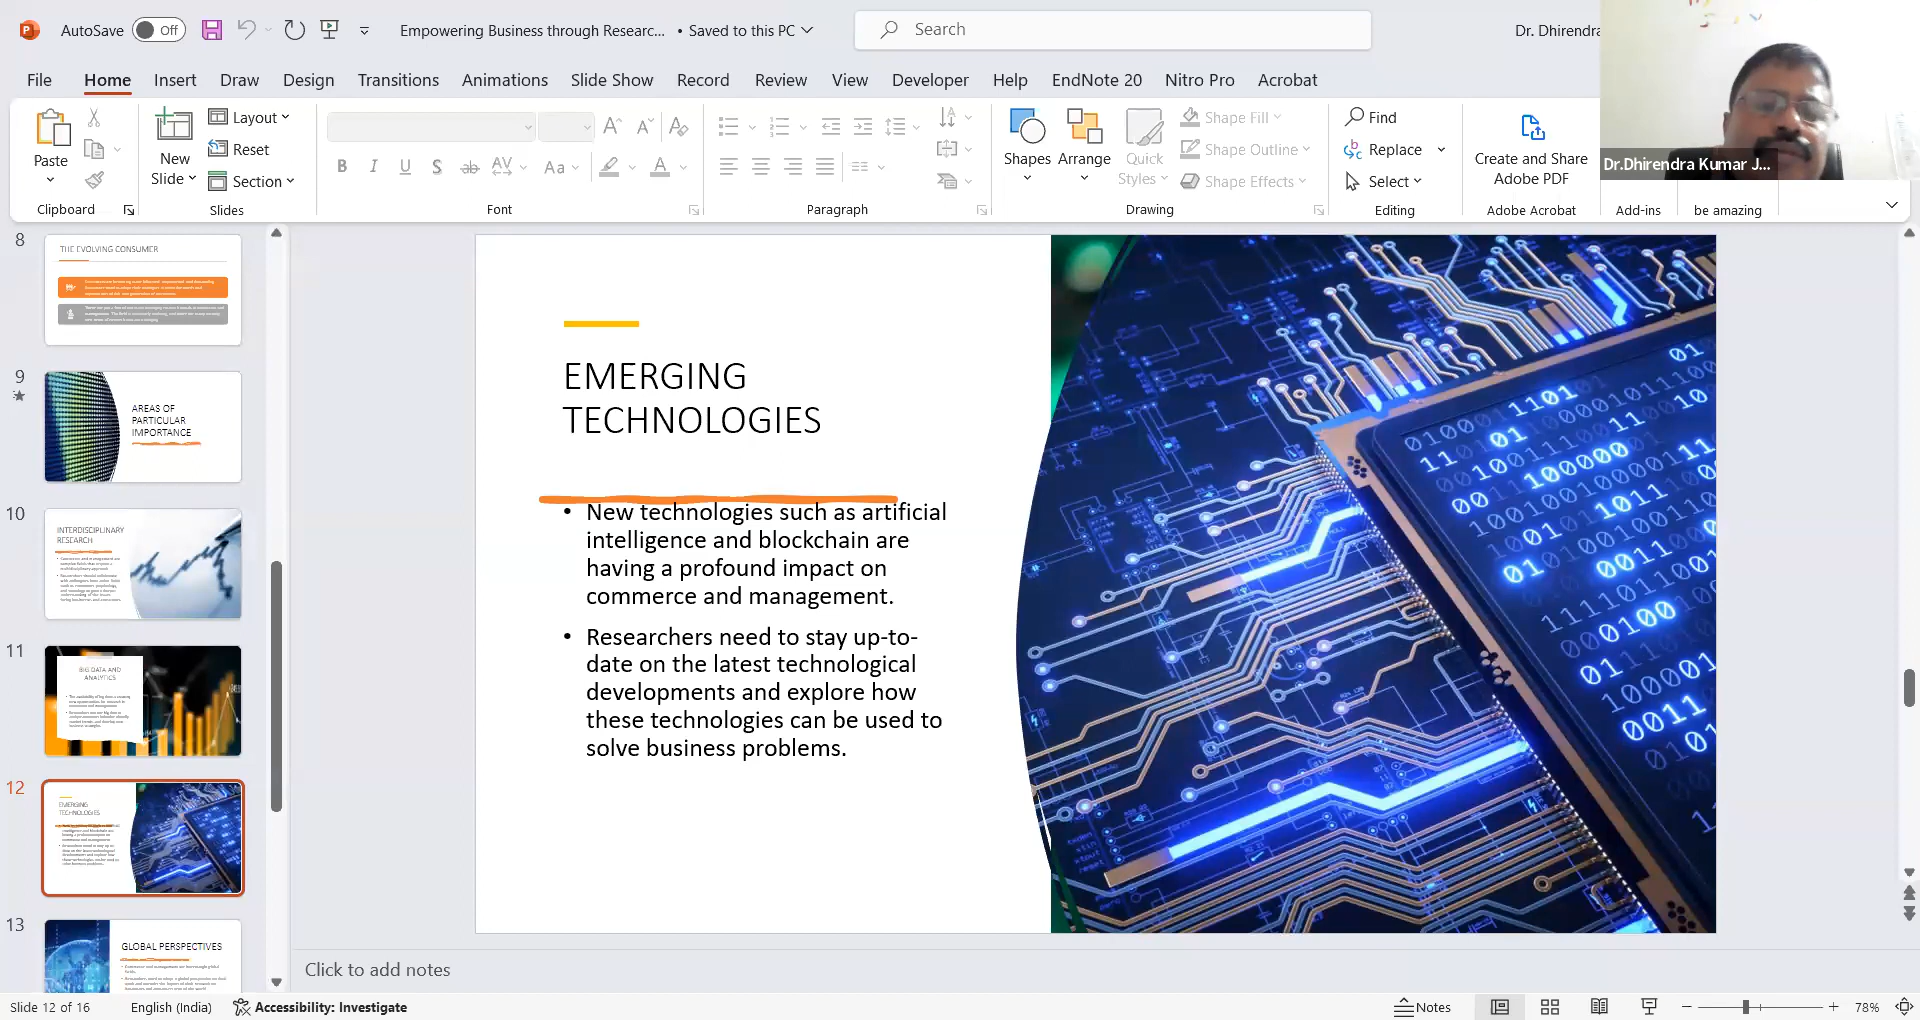 AutoSave Off
Empowering Business through Researc... • Saved to this PC
Search
Dr. Dhirendra
File Home Insert Draw Design Transitions Animations Slide Show Record Review View Developer Help EndNote 20 Nitro Pro Acrobat
Paste
Clipboard
New Slide
Layout
Reset
Section
Slides
Font
Paragraph
Shapes
Arrange
Quick Styles
Shape Fill
Shape Outline
Shape Effects
Drawing
Find
Replace
Select
Editing
Create and Share
Adobe PDF
Adobe Acrobat
Add-ins
be amazing
Dr.Dhirendra Kumar J...
8
THE EVOLVING CONSUMER
9
AREAS OF
PARTICULAR
IMPORTANCE
10
INTERDISCIPLINARY
RESEARCH
11
BIG DATA AND
ANALYTICS
12
EMERGING
TECHNOLOGIES
13
GLOBAL PERSPECTIVES
EMERGING
TECHNOLOGIES
• New technologies such as artificial
intelligence and blockchain are
having a profound impact on
commerce and management.
• Researchers need to stay up-to-
date on the latest technological
developments and explore how
these technologies can be used to
solve business problems.
Click to add notes
Slide 12 of 16
English (India)
Accessibility: Investigate
Notes
78%